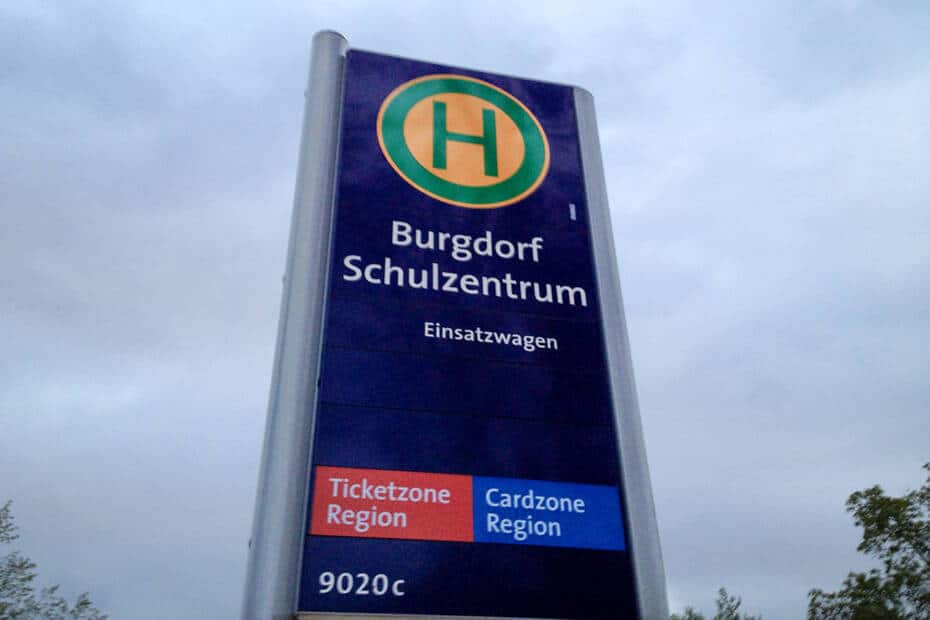 H
Burgdorf
Schulzentrum
Einsatzwagen
Ticketzone
Region
Cardzone
Region
9020c